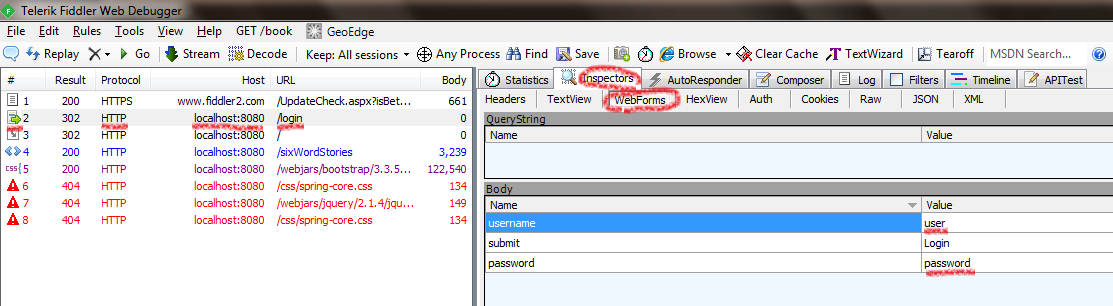 Telerik Fiddler Web Debugger
File Edit Rules Tools View Help GET /book GeoEdge
Replay Go Stream Decode Keep: All sessions Any Process Find Save Browse Clear Cache TextWizard Tearoff MSDN Search...
# Result Protocol Host URL Body
1 200 HTTPS www.fiddler2.com /UpdateCheck.aspx?isBet... 661
2 302 HTTP localhost:8080 /login 0
3 302 HTTP localhost:8080 / 0
4 200 HTTP localhost:8080 /sixWordStories 3,239
5 200 HTTP localhost:8080 /webjars/bootstrap/3.3.5... 122,540
6 404 HTTP localhost:8080 /css/spring-core.css 134
7 404 HTTP localhost:8080 /webjars/jquery/2.1.4/jqu... 149
8 404 HTTP localhost:8080 /css/spring-core.css 134
Statistics Inspectors AutoResponder Composer Log Filters Timeline APITest
Headers TextView WebForms HexView Auth Cookies Raw JSON XML
QueryString
Name Value
Body
Name Value
username user
submit Login
password password